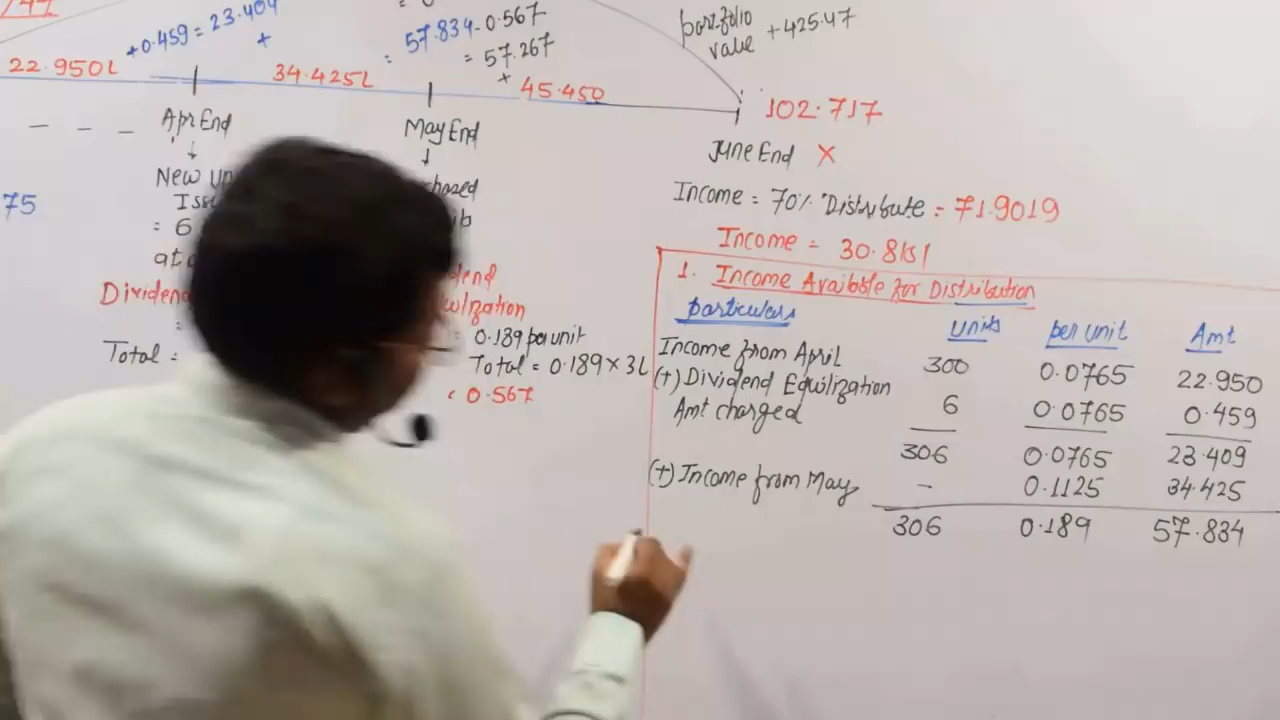 +0.459 = 23.409
+
= 57.834-0.567
= 57.267
+
portfolio value + 425.47
22.950L
34.425L
45.450
102.717
Apr End
May End
June End X
New
75
Income = 70% Distribute = 71.9019
= 6
Income = 30.8151
at
1. Income Available for Distribution
Dividend
particulars units per unit Amt
= 0.189 per unit
Total =
Total = 0.189 × 3L
= 0.567
Income from April 300 0.0765 22.950
(+) Dividend Equilization
Amt charged 6 0.0765 0.459
306 0.0765 23.409
(+) Income from May - 0.1125 34.425
306 0.189 57.834